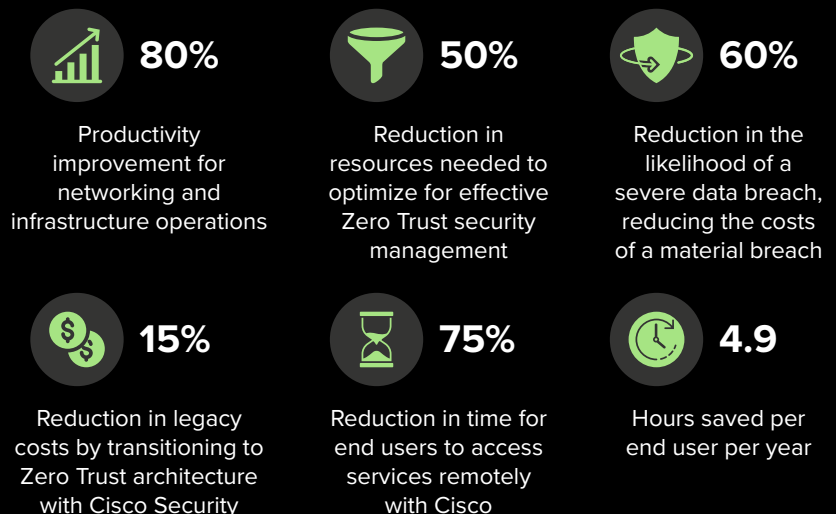 80%
Productivity
improvement for
networking and
infrastructure operations
50%
Reduction in
resources needed to
optimize for effective
Zero Trust security
management
60%
Reduction in the
likelihood of a
severe data breach,
reducing the costs
of a material breach
15%
Reduction in legacy
costs by transitioning to
Zero Trust architecture
with Cisco Security
75%
Reduction in time for
end users to access
services remotely
with Cisco
4.9
Hours saved per
end user per year